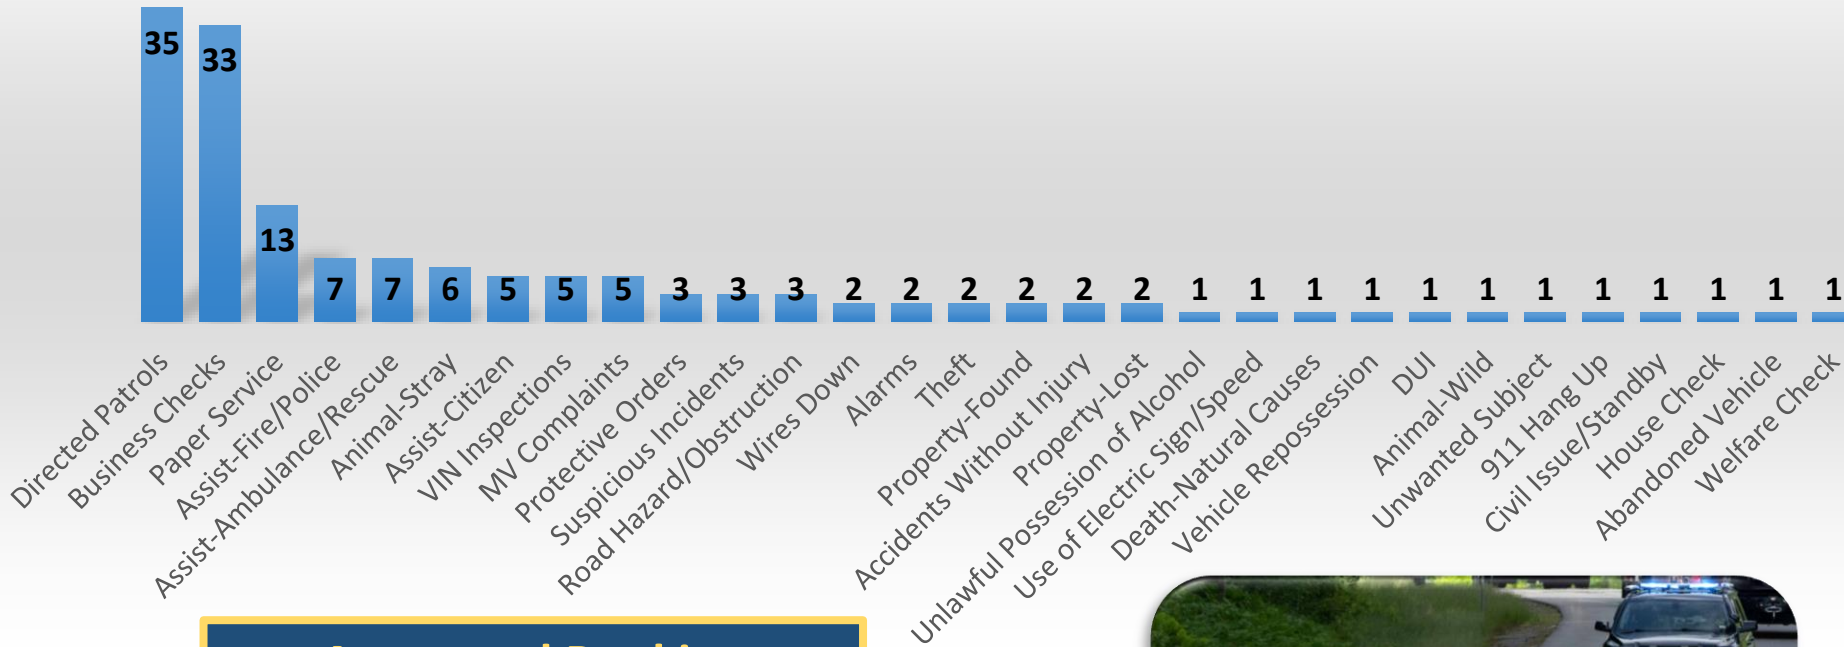 35
33
13
7
7
6
5
5
5
3
3
3
2
2
2
2
2
2
1
1
1
1
1
1
1
1
1
1
1
1
Directed Patrols
Business Checks
Paper Service
Assist-Fire/Police
Assist-Ambulance/Rescue
Animal-Stray
Assist-Citizen
VIN Inspections
MV Complaints
Protective Orders
Suspicious Incidents
Road Hazard/Obstruction
Wires Down
Alarms
Theft
Property-Found
Accidents Without Injury
Property-Lost
Unlawful Possession of Alcohol
Use of Electric Sign/Speed
Death-Natural Causes
Vehicle Repossession
DUI
Animal-Wild
Unwanted Subject
911 Hang Up
Civil Issue/Standby
House Check
Abandoned Vehicle
Welfare Check